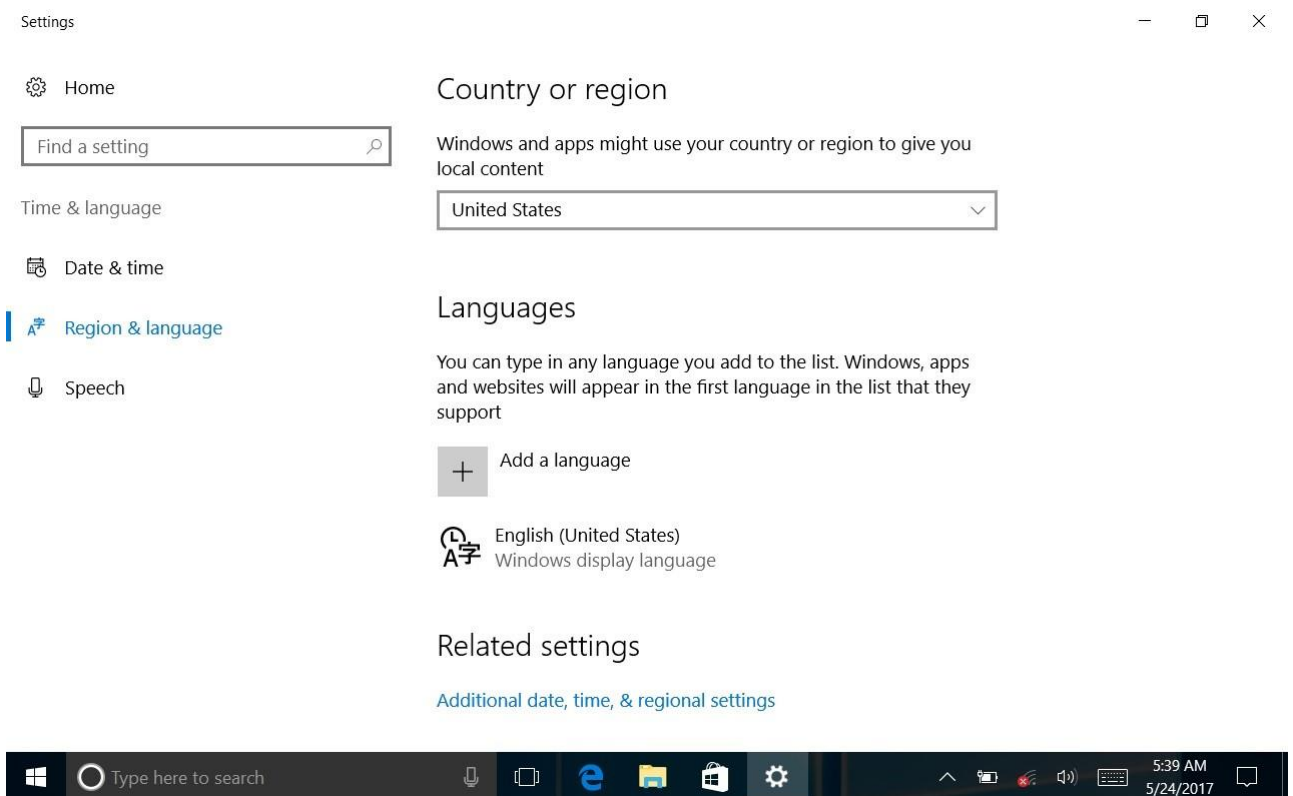 Settings
Home
Find a setting
Time & language
Date & time
Region & language
Speech
Country or region
Windows and apps might use your country or region to give you
local content
United States
Languages
You can type in any language you add to the list. Windows, apps
and websites will appear in the first language in the list that they
support
Add a language
English (United States)
Windows display language
Related settings
Additional date, time, & regional settings
Type here to search
5:39 AM
5/24/2017